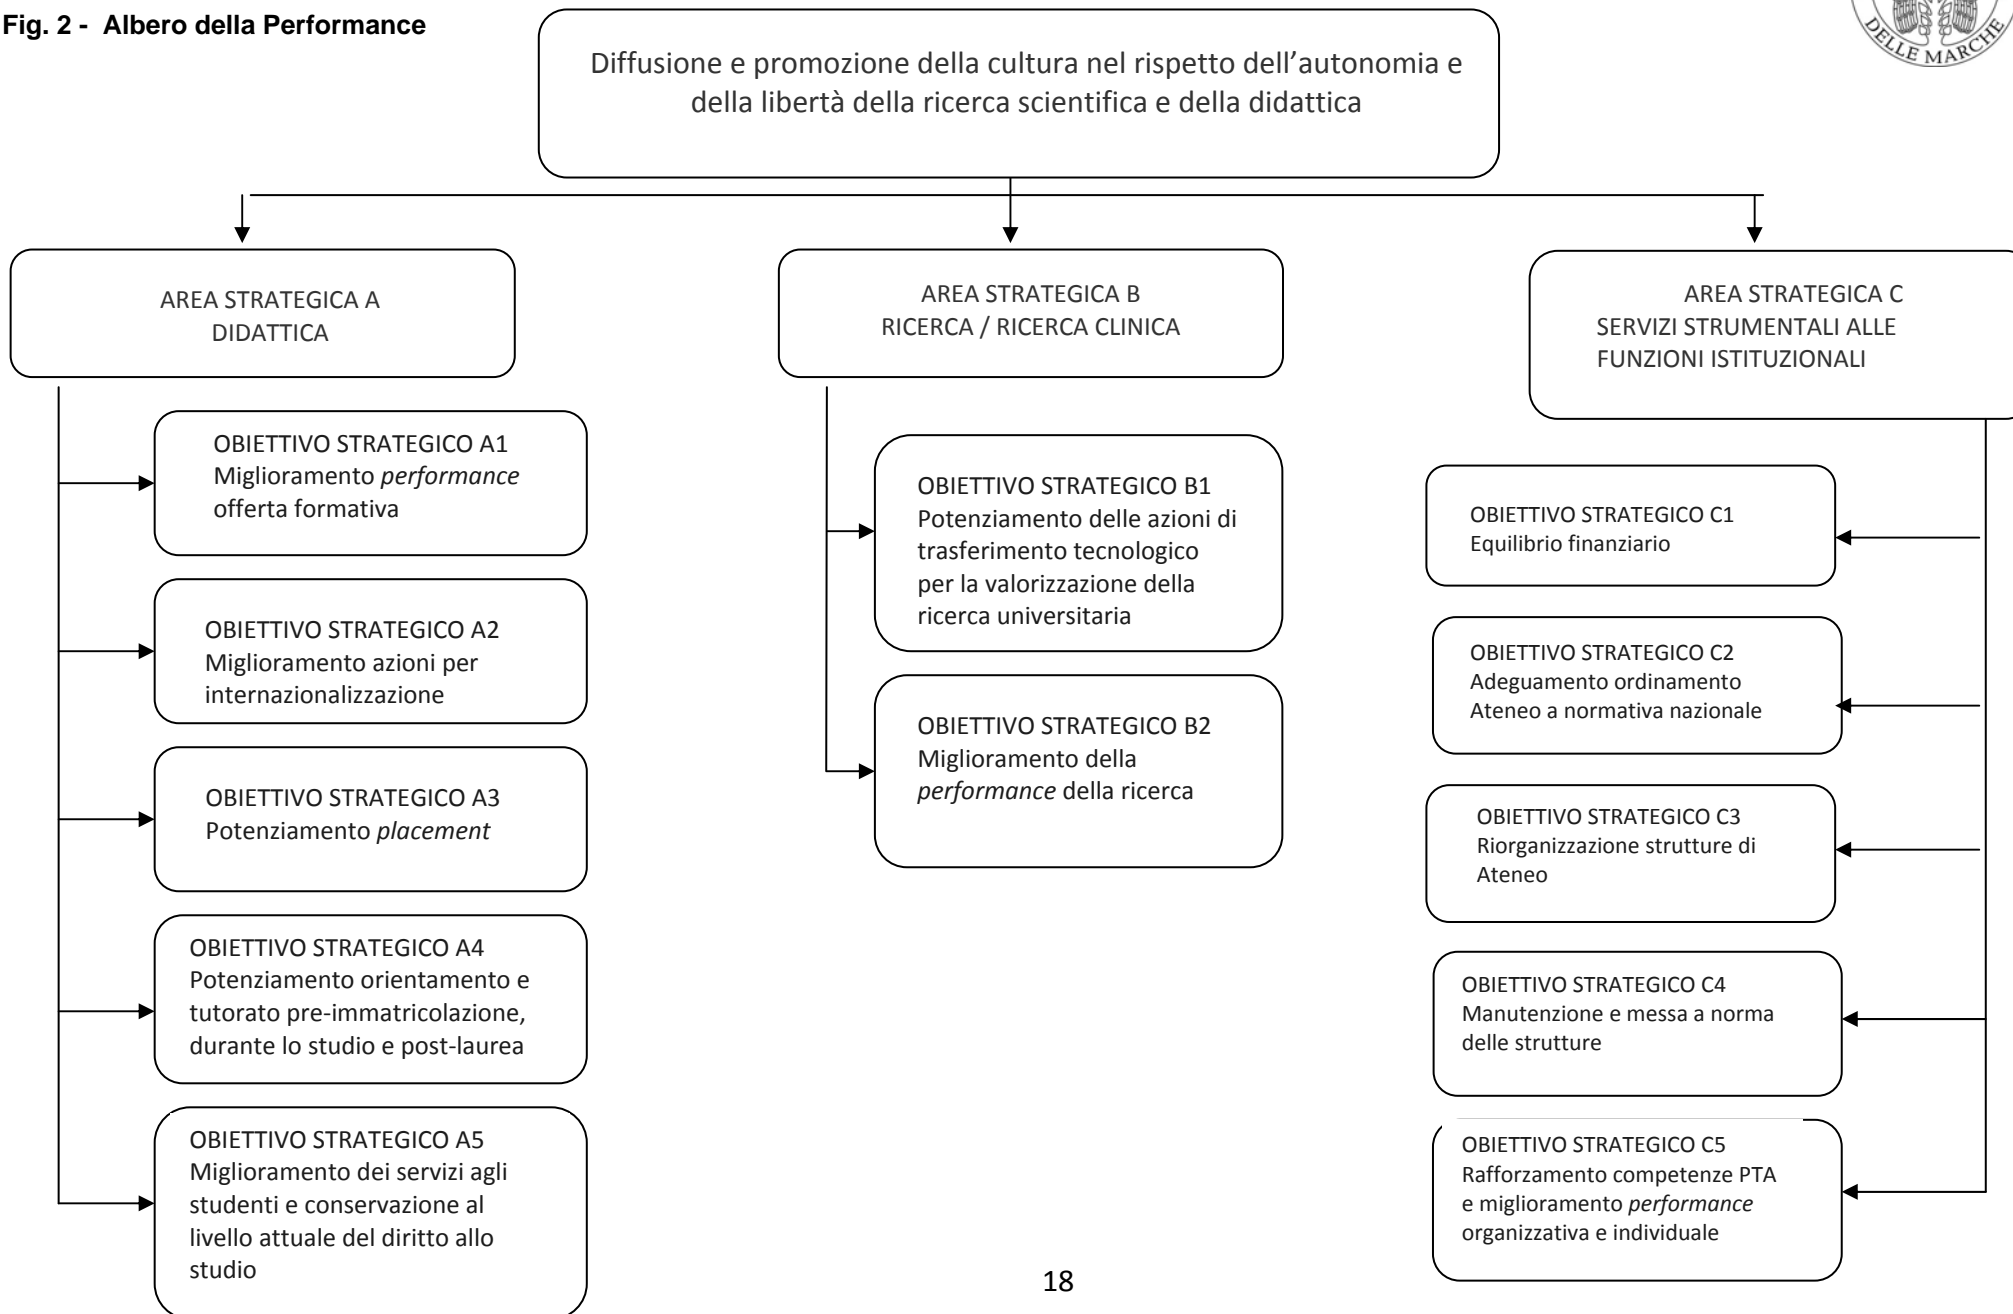 Fig. 2 - Albero della Performance
DELLE MARCHE
Diffusione e promozione della cultura nel rispetto dell'autonomia e
della libertà della ricerca scientifica e della didattica
AREA STRATEGICA A
DIDATTICA
AREA STRATEGICA B
RICERCA / RICERCA CLINICA
AREA STRATEGICA C
SERVIZI STRUMENTALI ALLE
FUNZIONI ISTITUZIONALI
OBIETTIVO STRATEGICO A1
Miglioramento performance
offerta formativa
OBIETTIVO STRATEGICO A2
Miglioramento azioni per
internazionalizzazione
OBIETTIVO STRATEGICO A3
Potenziamento placement
OBIETTIVO STRATEGICO A4
Potenziamento orientamento e
tutorato pre-immatricolazione,
durante lo studio e post-laurea
OBIETTIVO STRATEGICO A5
Miglioramento dei servizi agli
studenti e conservazione al
livello attuale del diritto allo
studio
OBIETTIVO STRATEGICO B1
Potenziamento delle azioni di
trasferimento tecnologico
per la valorizzazione della
ricerca universitaria
OBIETTIVO STRATEGICO B2
Miglioramento della
performance della ricerca
OBIETTIVO STRATEGICO C1
Equilibrio finanziario
OBIETTIVO STRATEGICO C2
Adeguamento ordinamento
Ateneo a normativa nazionale
OBIETTIVO STRATEGICO C3
Riorganizzazione strutture di
Ateneo
OBIETTIVO STRATEGICO C4
Manutenzione e messa a norma
delle strutture
OBIETTIVO STRATEGICO C5
Rafforzamento competenze PTA
e miglioramento performance
organizzativa e individuale
18